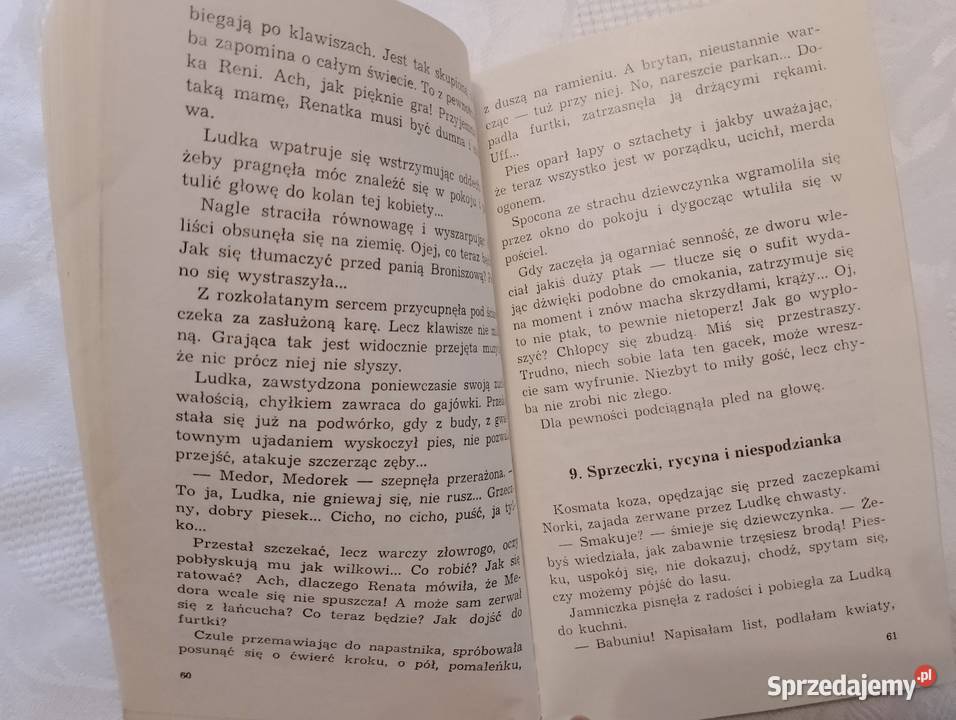 biegają po klawiszach. Jest tak skupiona,
ba zapomina o całym świecie. To z pewno
ka Reni. Ach, jak pięknie gra! Przyjem
taką mamę, Renatka musi być dumna i
wa.
Ludka wpatruje się wstrzymując oddech
żeby pragnęła móc znaleźć się w pokoju i
tulić głowę do kolan tej kobiety...
Nagle straciła równowagę i wyszarpując
liści obsunęła się na ziemię. Ojej, co teraz
Jak się tłumaczyć przed panią Broniszową?
no się wystraszyła...
Z rozkołatanym sercem przycupnęła pod
czeka za zasłużoną karę. Lecz klawisze nie
ną. Grająca tak jest widocznie przejęta
że nic prócz niej nie słyszy.
Ludka, zawstydzona poniewczasie swoją
wałością, chyłkiem zawraca do gajówki.
stała się już na podwórko, gdy z budy, z
townym ujadaniem wyskoczył pies, nie
przejść, atakuje szczerząc zęby...
— Medor, Medorek — szepnęła przerażona. -
To ja, Ludka, nie gniewaj się, nie rusz... Grzecz-
ny, dobry piesek... Cicho, no cicho, puść, ja tyl-
ko...
Przestał szczekać, lecz warczy złowrogo, oczy
pobłyskują mu jak wilkowi... Co robić? Jak się
ratować? Ach, dlaczego Renata mówiła, że Me-
dora wcale się nie spuszcza! A może sam zerwał
się z łańcucha? Co teraz będzie? Jak dojść do
furtki?
Czule przemawiając do napastnika, spróbowała
posunąć się o ćwierć kroku, o pół, pomaleńku,
60
z duszą na ramieniu. A brytan, nieustannie war-
cząc — tuż przy niej. No, nareszcie parkan... Do-
padla furtki, zatrzasnęła ją drżącymi rękami.
Uff...
Pies oparł łapy o sztachety i jakby uważając,
że teraz wszystko jest w porządku, ucichł, merda
ogonem.
Spocona ze strachu dziewczynka wgramoliła się
przez okno do pokoju i dygocząc wtuliła się w
pościel.
Gdy zaczęła ją ogarniać senność, ze dworu wle-
ciał jakiś duży ptak — tłucze się o sufit wyda-
jąc dźwięki podobne do cmokania, zatrzymuje się
na moment i znów macha skrzydłami, krąży... Oj,
to nie ptak, to pewnie nietoperz! Jak go wypło-
szyć? Chłopcy się zbudzą. Miś się przestraszy.
Trudno, niech sobie lata ten gacek, może wresz-
cie sam wyfrunie. Niezbyt to miły gość, lecz chy-
ba nie zrobi nic złego.
Dla pewności podciągnęła pled na głowę.
9. Sprzeczki, rycyna i niespodzianka
Kosmata koza, opędzając się przed zaczepkami
Norki, zajada zerwane przez Ludkę chwasty.
— Smakuje? — śmieje się dziewczynka. — Że-
byś wiedziała, jak zabawnie trzęsiesz brodą! Pies-
ku, uspokój się, nie dokazuj, chodź, spytam się,
czy możemy pójść do lasu.
Jamniczka pisnęła z radości i pobiegła za Ludką
do kuchni.
— Babuniu! Napisałam list, podlałam kwiaty,
61
Sprzedajemy.pl